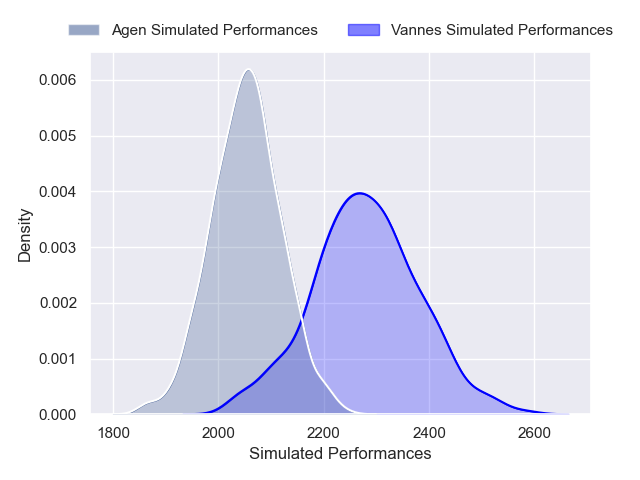 Agen Simulated Performances Vannes Simulated Performances
0.006
0.005
0.004
0.003
0.002
0.001
0.000
Density
1800 2000 2200 2400 2600
Simulated Performances